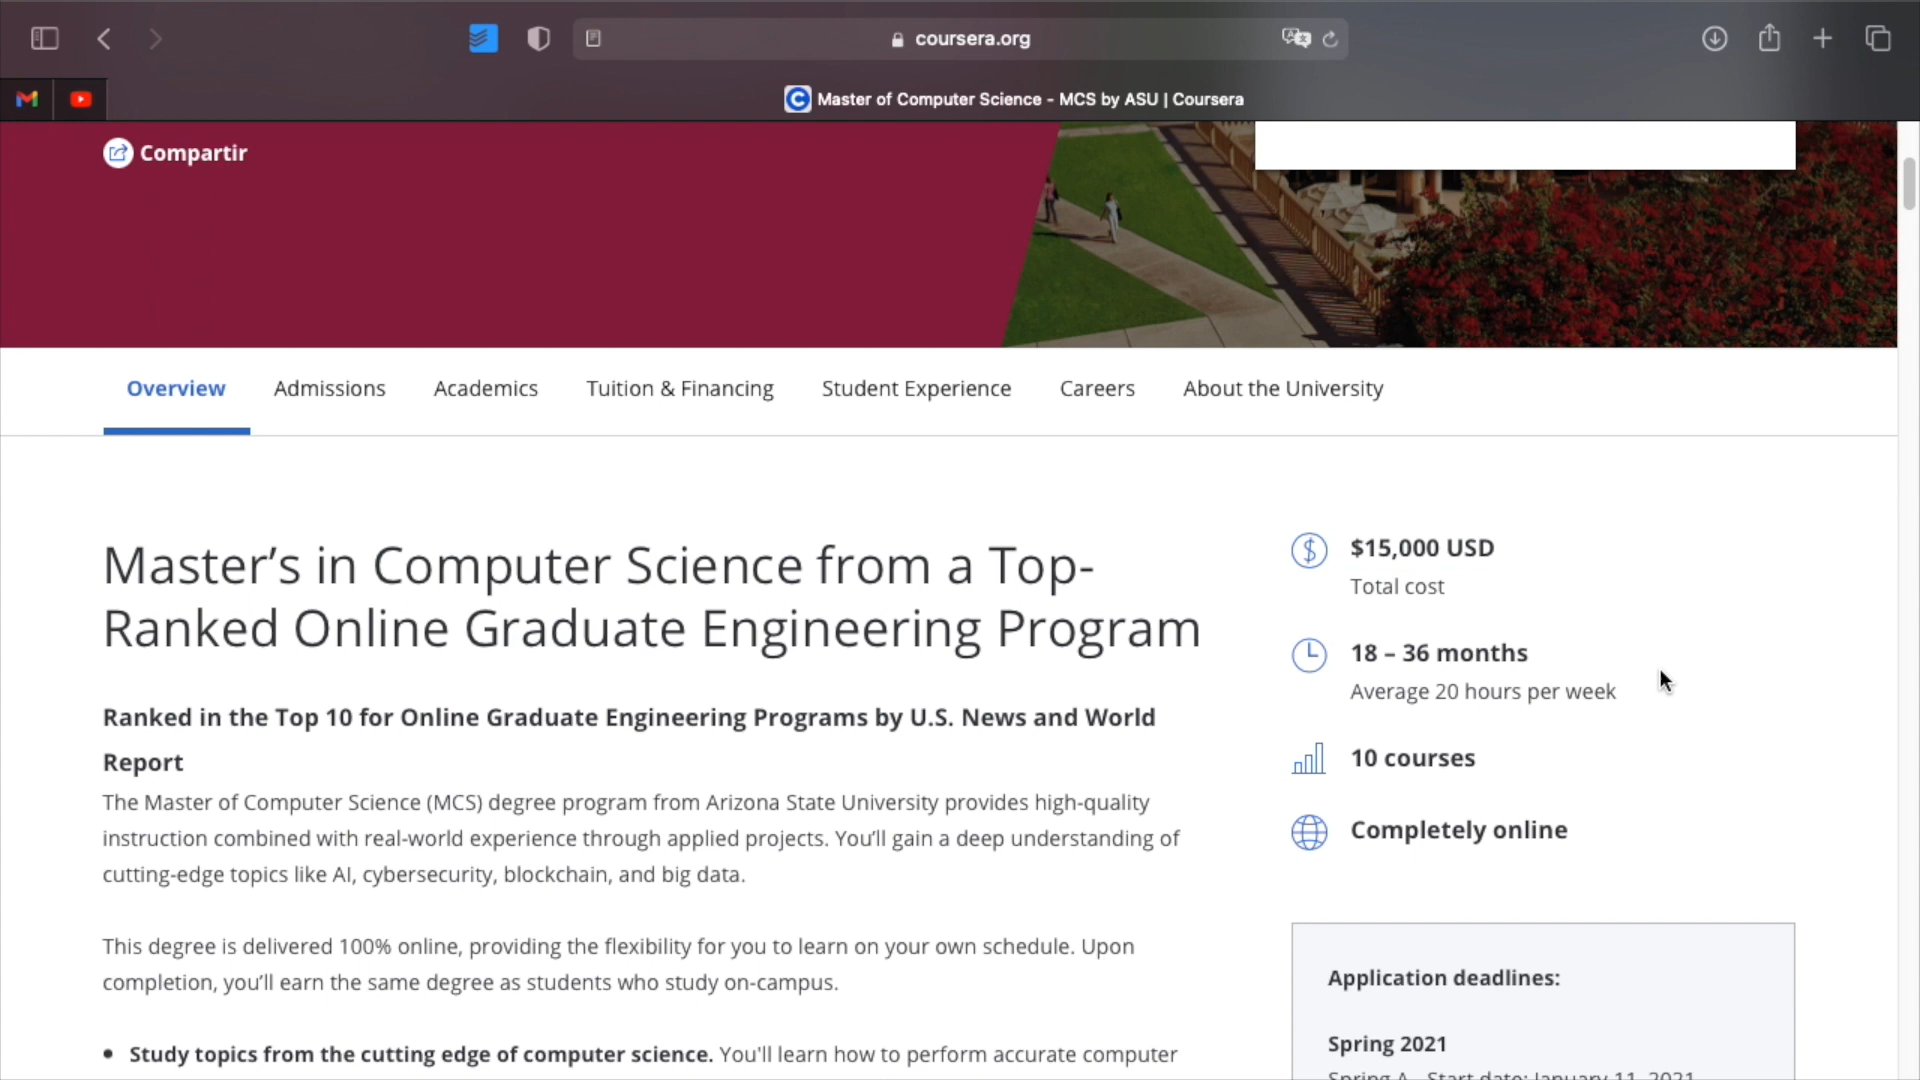 coursera.org
Master of Computer Science - MCS by ASU | Coursera
Compartir
Overview Admissions Academics Tuition & Financing Student Experience Careers About the University
Master’s in Computer Science from a Top-
Ranked Online Graduate Engineering Program
Ranked in the Top 10 for Online Graduate Engineering Programs by U.S. News and World
Report
The Master of Computer Science (MCS) degree program from Arizona State University provides high-quality
instruction combined with real-world experience through applied projects. You’ll gain a deep understanding of
cutting-edge topics like AI, cybersecurity, blockchain, and big data.
This degree is delivered 100% online, providing the flexibility for you to learn on your own schedule. Upon
completion, you’ll earn the same degree as students who study on-campus.
• Study topics from the cutting edge of computer science. You'll learn how to perform accurate computer
$15,000 USD
Total cost
18 – 36 months
Average 20 hours per week
10 courses
Completely online
Application deadlines:
Spring 2021
Spring A - Start date: January 11, 2021